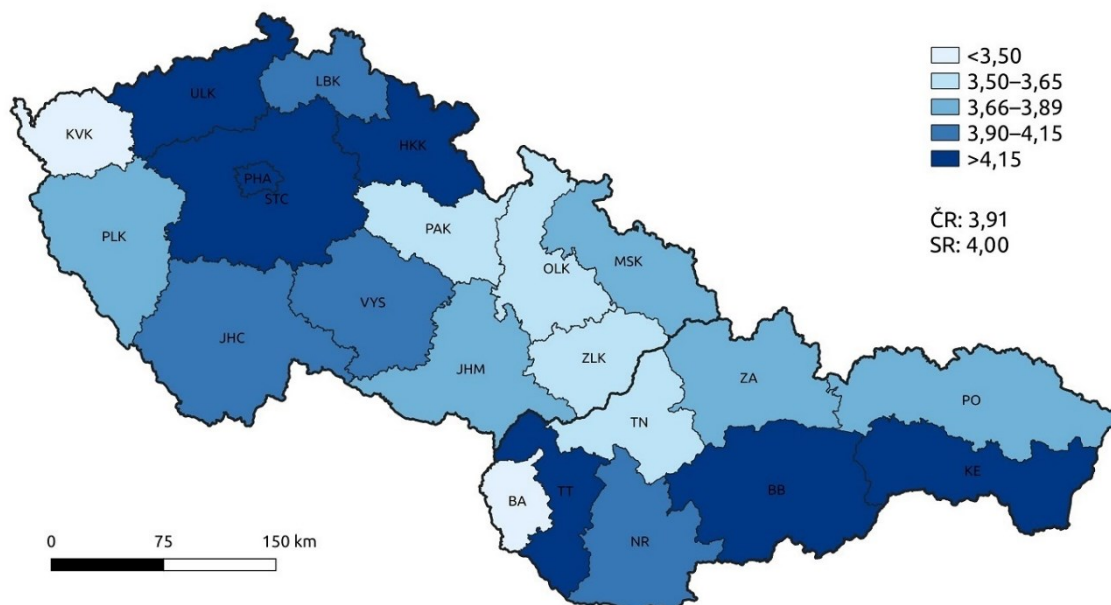 <3,50
3,50–3,65
3,66–3,89
3,90–4,15
>4,15
ČR: 3,91
SR: 4,00
LBK
ULK
KVK
HKK
PHA
STC
PAK
PLK
OLK
MSK
VYS
JHC
ZLK
JHM
ZA
PO
TN
KE
TT
BB
BA
NR
0 75 150 km